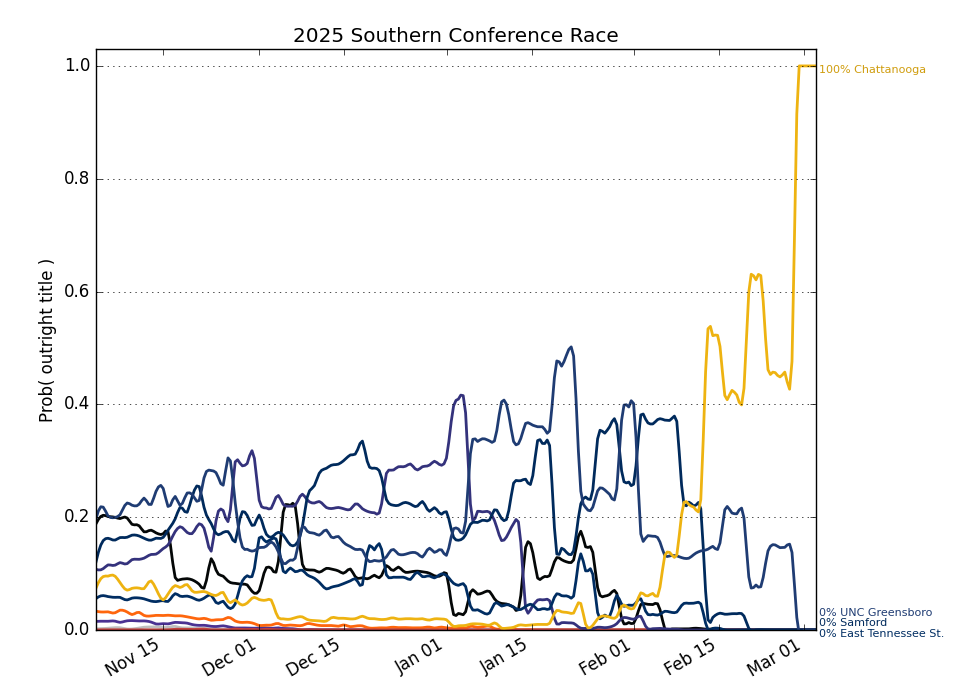 2025 Southern Conference Race
Prob( outright title )
1.0
0.8
0.6
0.4
0.2
0.0
100% Chattanooga
0% UNC Greensboro
0% Samford
0% East Tennessee St.
Nov 15
Dec 01
Dec 15
Jan 01
Jan 15
Feb 01
Feb 15
Mar 01